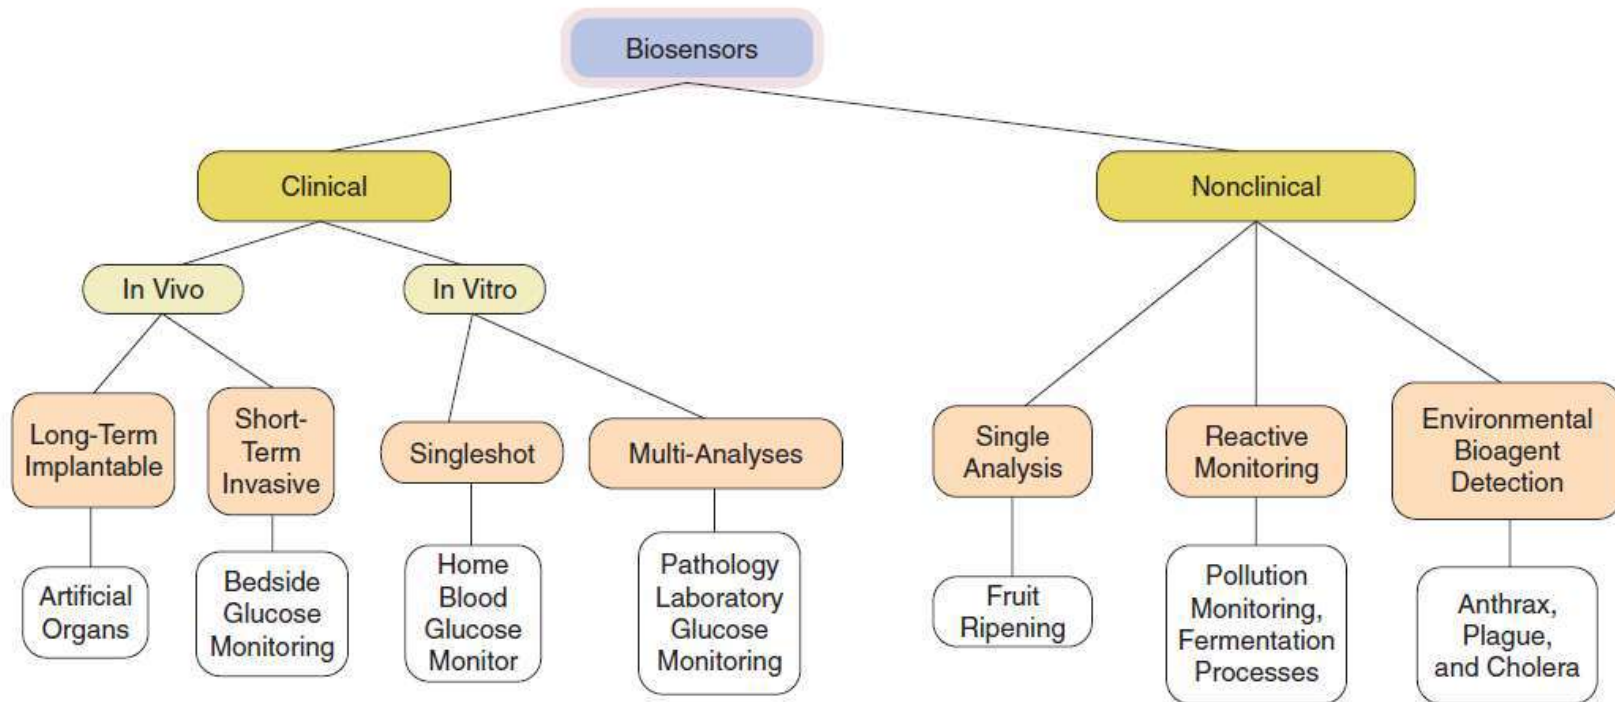 Biosensors
Clinical
Nonclinical
In Vivo
In Vitro
Long-Term
Implantable
Short-
Term
Invasive
Singleshot
Multi-Analyses
Single
Analysis
Reactive
Monitoring
Environmental
Bioagent
Detection
Artificial
Organs
Bedside
Glucose
Monitoring
Home
Blood
Glucose
Monitor
Pathology
Laboratory
Glucose
Monitoring
Fruit
Ripening
Pollution
Monitoring,
Fermentation
Processes
Anthrax,
Plague,
and Cholera